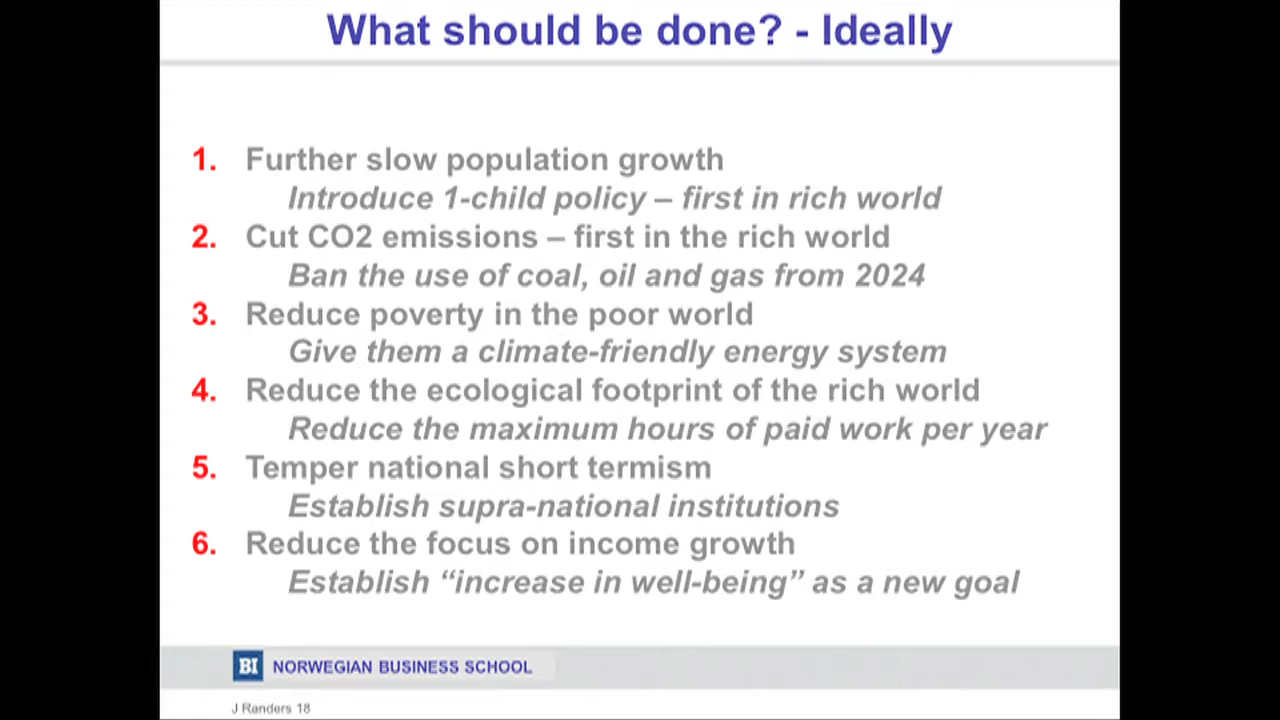 What should be done? - Ideally
1. Further slow population growth
Introduce 1-child policy – first in rich world
2. Cut CO2 emissions – first in the rich world
Ban the use of coal, oil and gas from 2024
3. Reduce poverty in the poor world
Give them a climate-friendly energy system
4. Reduce the ecological footprint of the rich world
Reduce the maximum hours of paid work per year
5. Temper national short termism
Establish supra-national institutions
6. Reduce the focus on income growth
Establish “increase in well-being” as a new goal
BI NORWEGIAN BUSINESS SCHOOL
J Randers 18